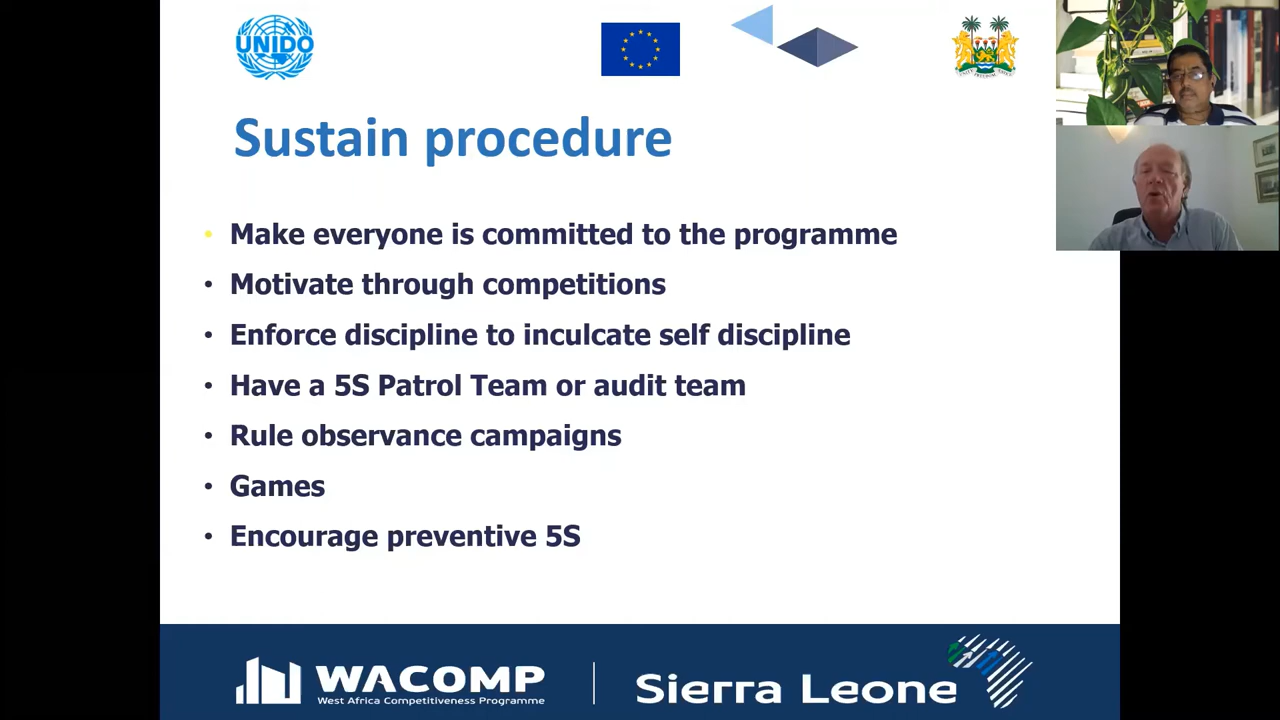 UNIDO
Sustain procedure
• Make everyone is committed to the programme
• Motivate through competitions
• Enforce discipline to inculcate self discipline
• Have a 5S Patrol Team or audit team
• Rule observance campaigns
• Games
• Encourage preventive 5S
WACOMP
West Africa Competitiveness Programme
Sierra Leone